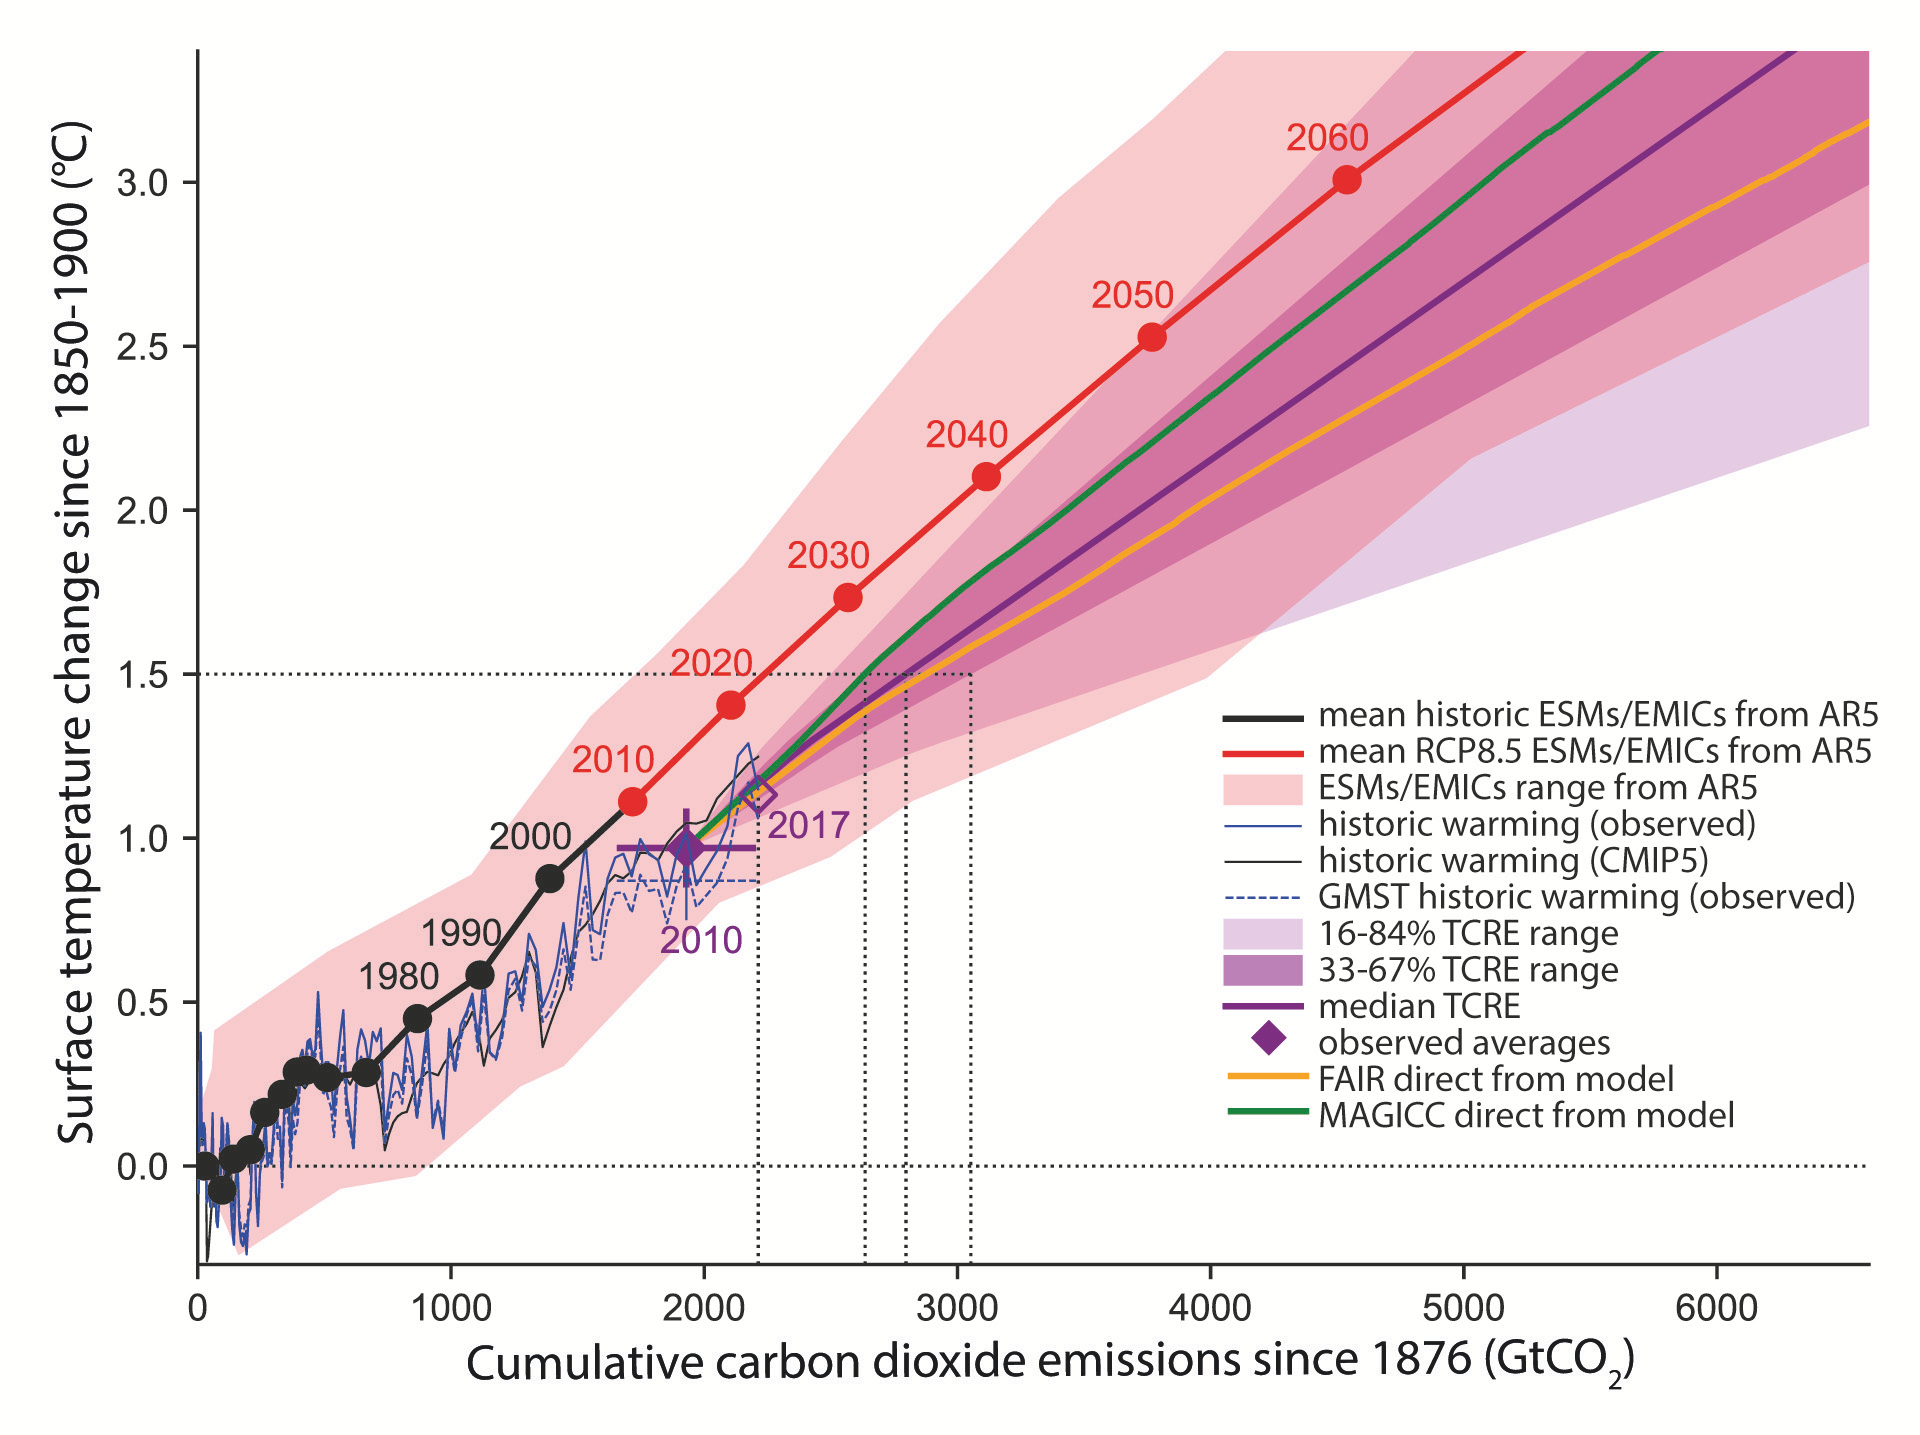 Surface temperature change since 1850-1900 (°C)
3.0
2.5
2.0
1.5
1.0
0.5
0.0
2060
2050
2040
2030
2020
2010
2000
1990
1980
2017
2010
mean historic ESMs/EMICs from AR5
mean RCP8.5 ESMs/EMICs from AR5
ESMs/EMICs range from AR5
historic warming (observed)
historic warming (CMIP5)
GMST historic warming (observed)
16-84% TCRE range
33-67% TCRE range
median TCRE
observed averages
FAIR direct from model
MAGICC direct from model
0 1000 2000 3000 4000 5000 6000
Cumulative carbon dioxide emissions since 1876 (GtCO₂)